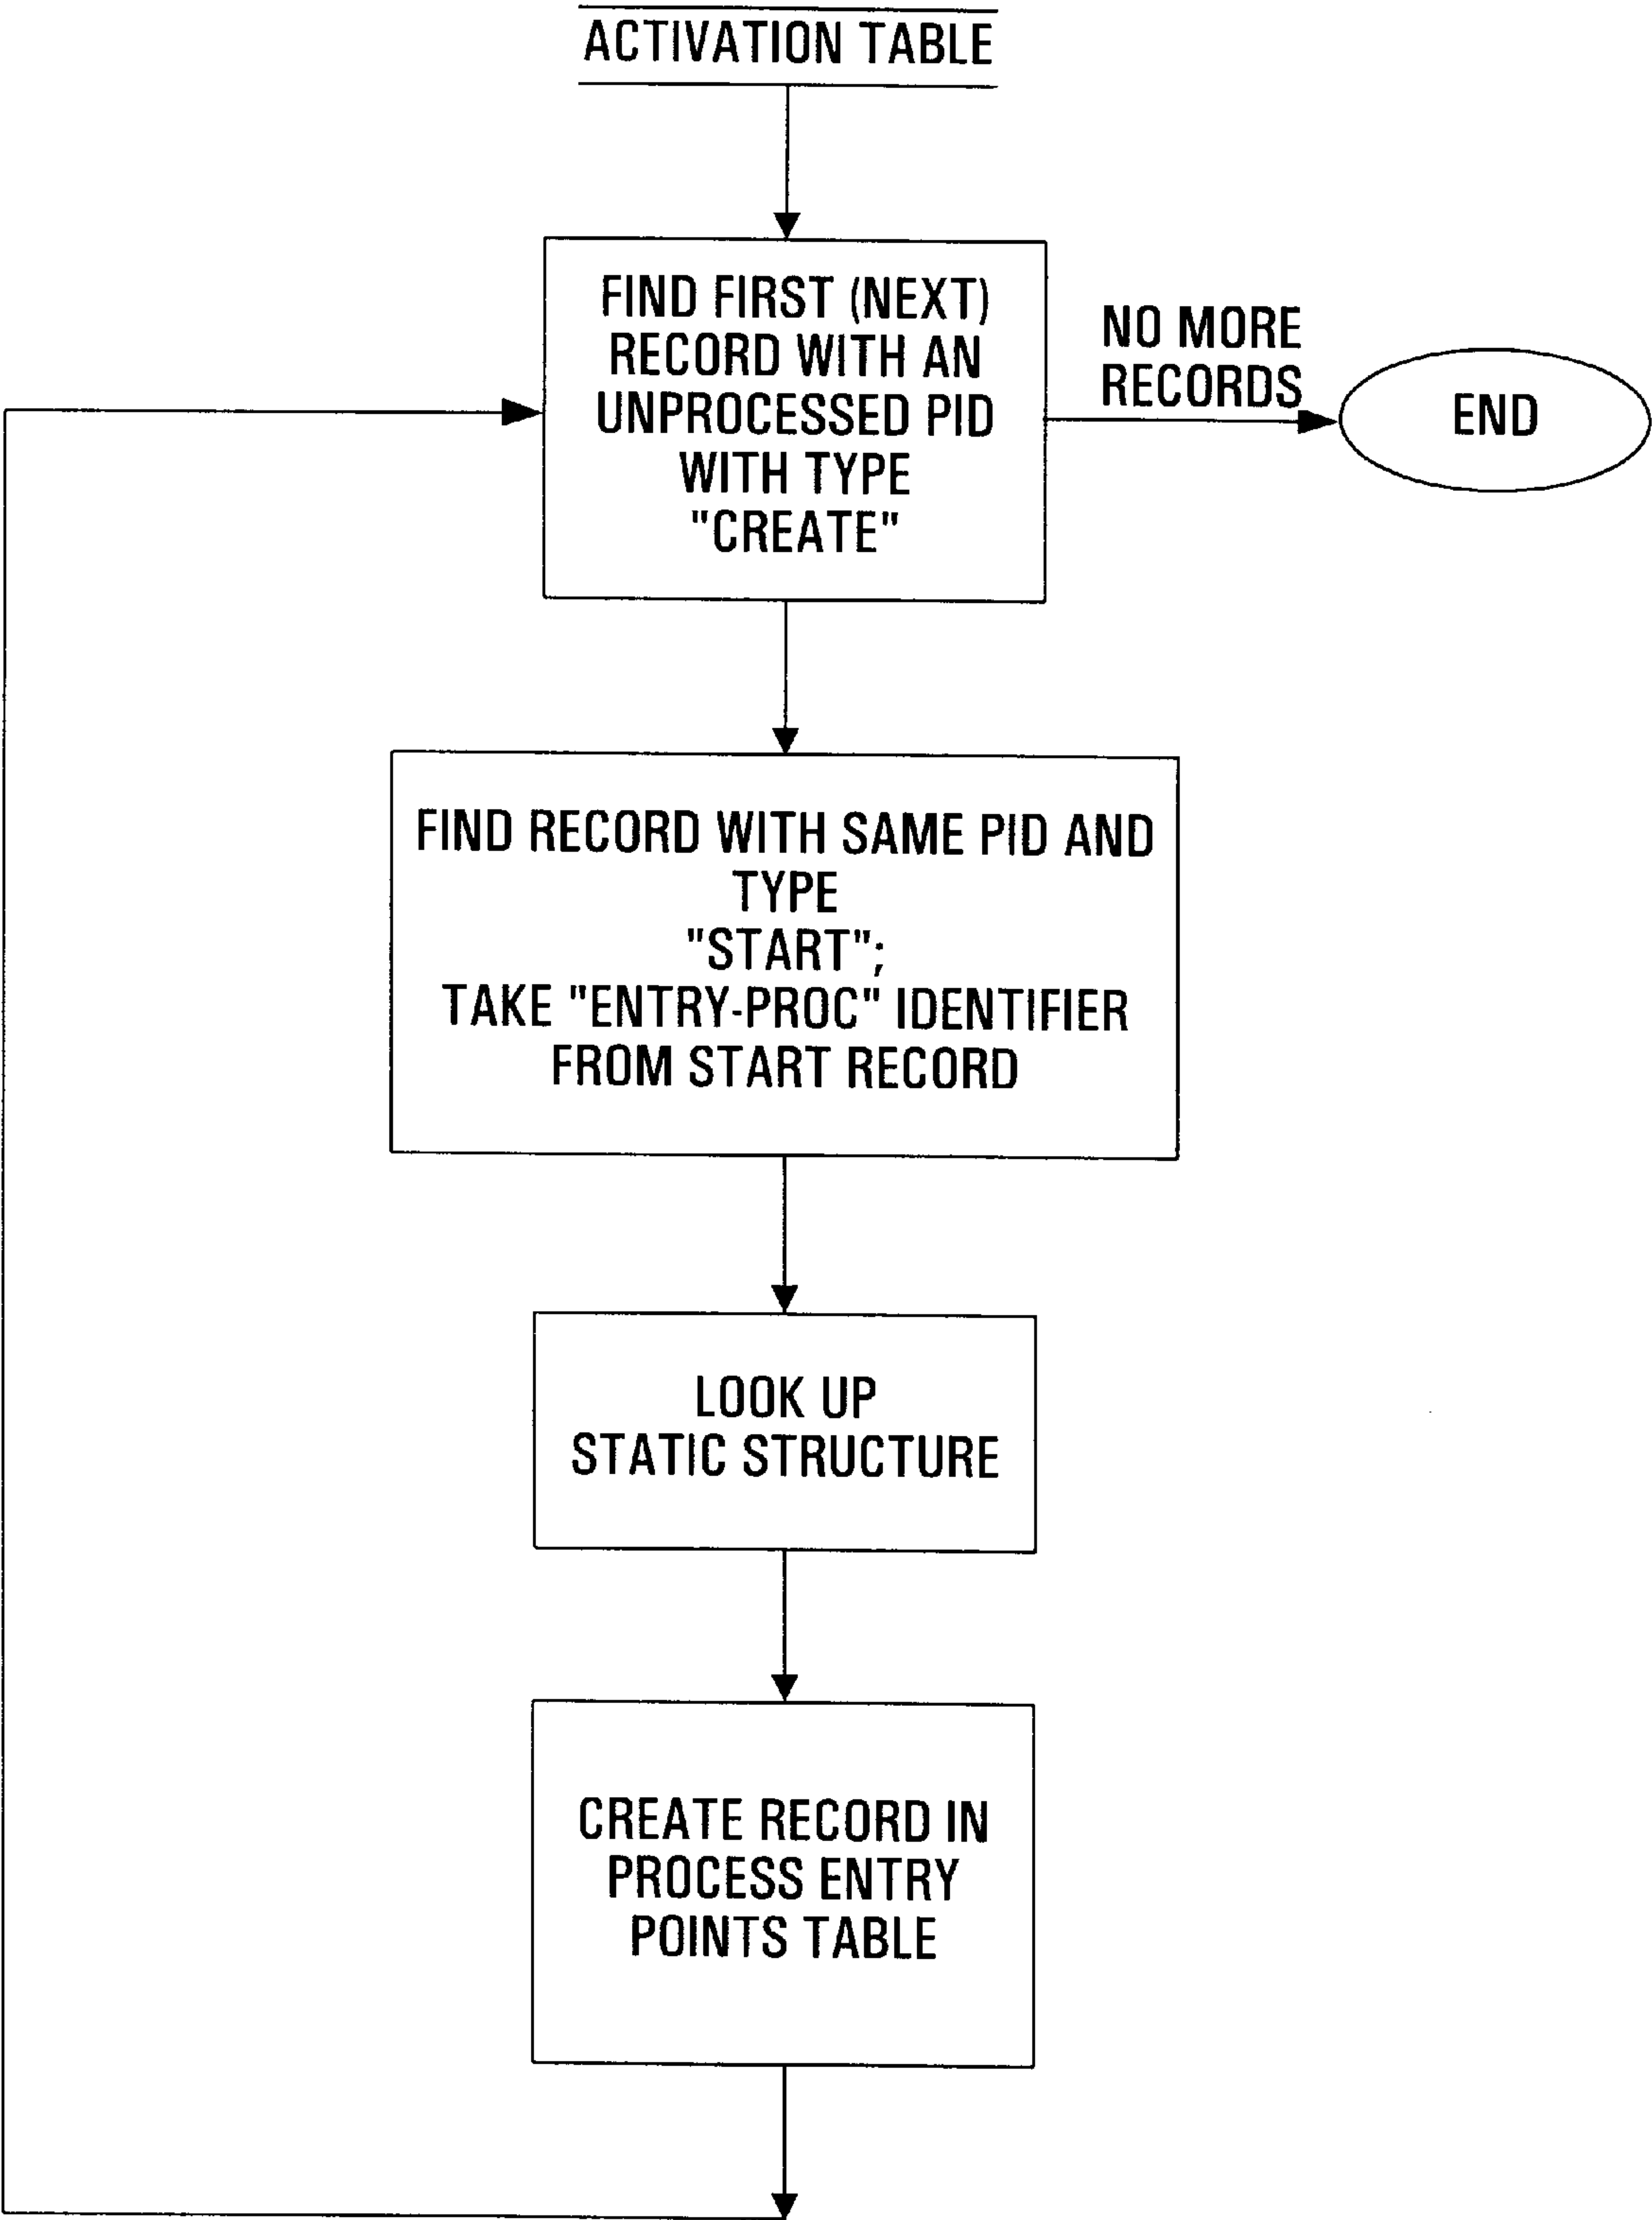 ACTIVATION TABLE
FIND FIRST (NEXT)
RECORD WITH AN
UNPROCESSED PID
WITH TYPE
"CREATE"
NO MORE
RECORDS
END
FIND RECORD WITH SAME PID AND
TYPE
"START";
TAKE "ENTRY-PROC" IDENTIFIER
FROM START RECORD
LOOK UP
STATIC STRUCTURE
CREATE RECORD IN
PROCESS ENTRY
POINTS TABLE